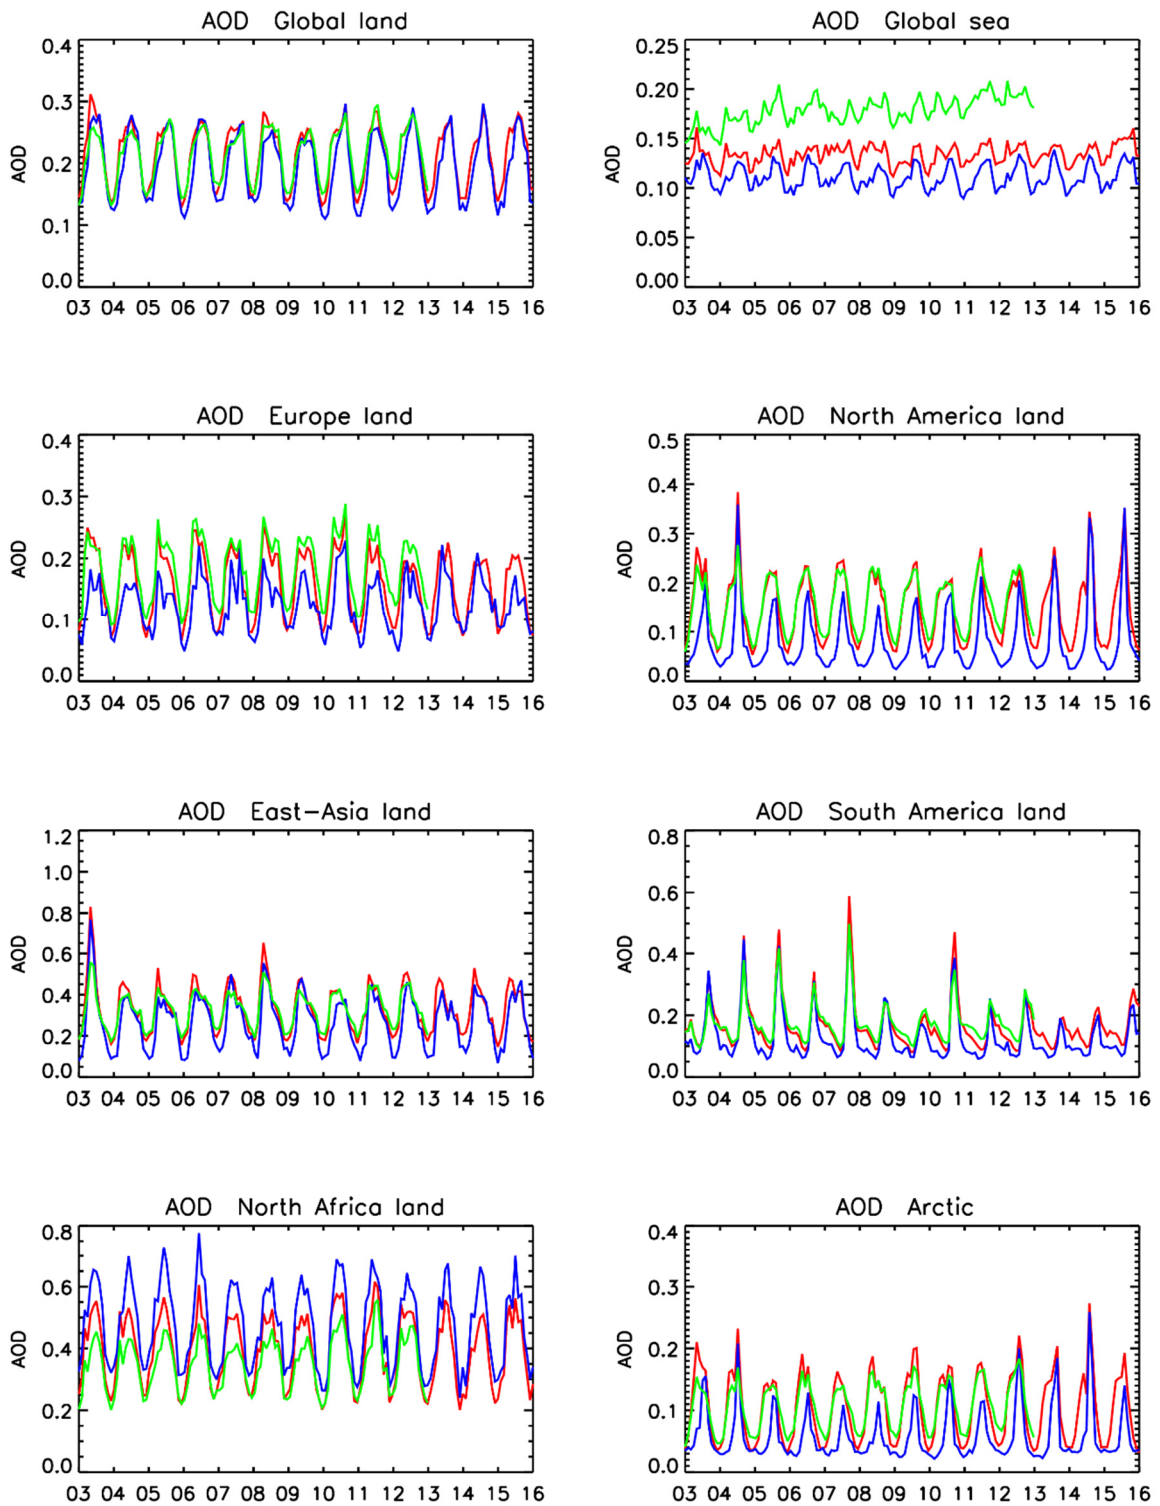 AOD Global land
0.4
0.3
0.2
0.1
0.0
AOD
03 04 05 06 07 08 09 10 11 12 13 14 15 16
AOD Global sea
0.25
0.20
0.15
0.10
0.05
0.00
AOD
03 04 05 06 07 08 09 10 11 12 13 14 15 16
AOD Europe land
0.4
0.3
0.2
0.1
0.0
AOD
03 04 05 06 07 08 09 10 11 12 13 14 15 16
AOD North America land
0.5
0.4
0.3
0.2
0.1
0.0
AOD
03 04 05 06 07 08 09 10 11 12 13 14 15 16
AOD East-Asia land
1.2
1.0
0.8
0.6
0.4
0.2
0.0
AOD
03 04 05 06 07 08 09 10 11 12 13 14 15 16
AOD South America land
0.8
0.6
0.4
0.2
0.0
AOD
03 04 05 06 07 08 09 10 11 12 13 14 15 16
AOD North Africa land
0.8
0.6
0.4
0.2
0.0
AOD
03 04 05 06 07 08 09 10 11 12 13 14 15 16
AOD Arctic
0.4
0.3
0.2
0.1
0.0
AOD
03 04 05 06 07 08 09 10 11 12 13 14 15 16